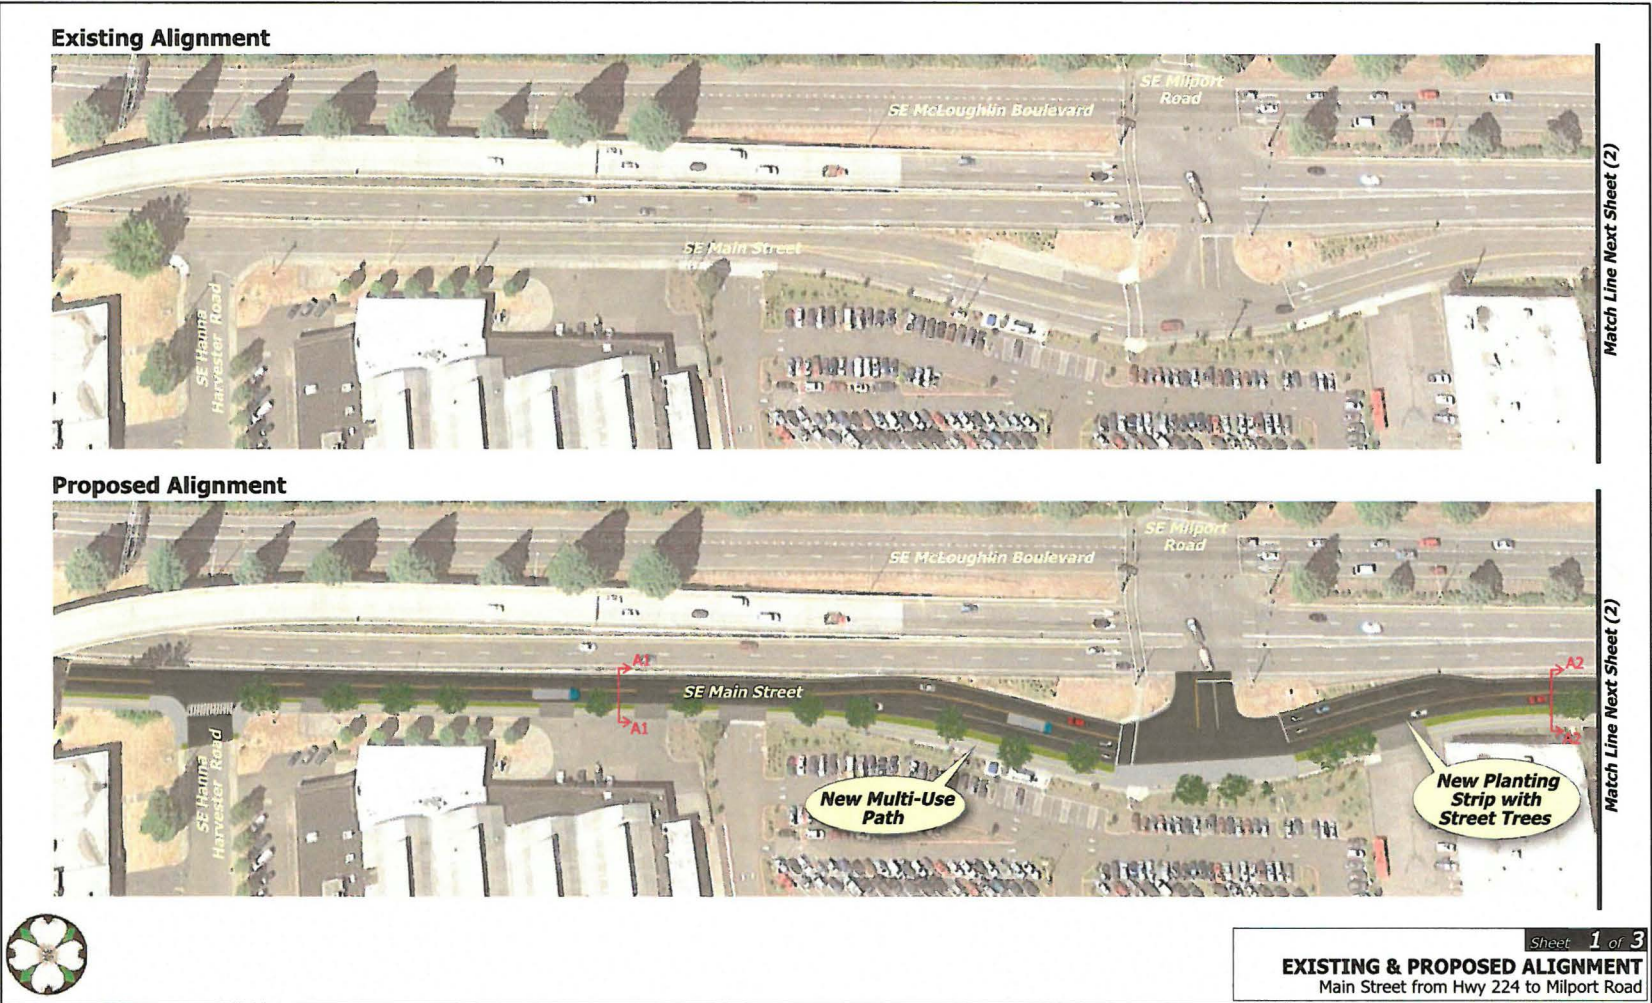 Existing Alignment
SE Milport
Road
SE McLoughlin Boulevard
SE Main Street
SE Hanna
Harvester Road
Match Line Next Sheet (2)
Proposed Alignment
SE Milport
Road
SE McLoughlin Boulevard
A1
SE Main Street
A1
A2
A2
SE Hanna
Harvester Road
New Multi-Use
Path
New Planting
Strip with
Street Trees
Match Line Next Sheet (2)
Sheet 1 of 3
EXISTING & PROPOSED ALIGNMENT
Main Street from Hwy 224 to Milport Road